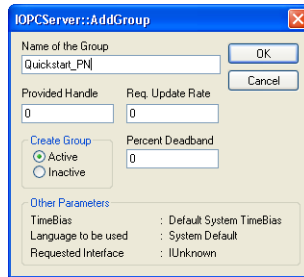 IOPCServer::AddGroup
Name of the Group
Quickstart_PN
OK
Cancel
Provided Handle Req. Update Rate
0 0
Create Group Percent Deadband
Active 0
Inactive
Other Parameters
TimeBias : Default System TimeBias
Language to be used : System Default
Requested Interface : IUnknown